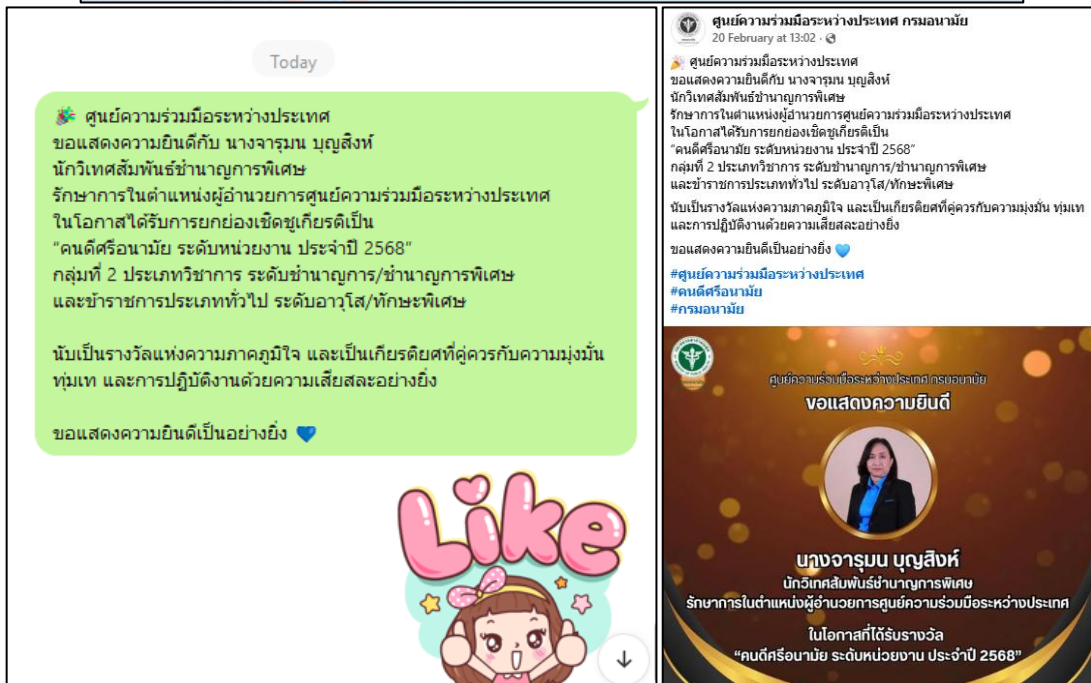 Today
🎉 ศูนย์ความร่วมมือระหว่างประเทศ
ขอแสดงความยินดีกับ นางจารุมน บุญสิงห์
นักวิเทศสัมพันธ์ชำนาญการพิเศษ
รักษาการในตำแหน่งผู้อำนวยการศูนย์ความร่วมมือระหว่างประเทศ
ในโอกาสได้รับการยกย่องเชิดชูเกียรติเป็น
“คนดีศรีอนามัย ระดับหน่วยงาน ประจำปี 2568”
กลุ่มที่ 2 ประเภทวิชาการ ระดับชำนาญการ/ชำนาญการพิเศษ
และข้าราชการประเภททั่วไป ระดับอาวุโส/ทักษะพิเศษ
นับเป็นรางวัลแห่งความภาคภูมิใจ และเป็นเกียรติยศที่คู่ควรกับความมุ่งมั่น
ทุ่มเท และการปฏิบัติงานด้วยความเสียสละอย่างยิ่ง
ขอแสดงความยินดีเป็นอย่างยิ่ง 💙
Like
ศูนย์ความร่วมมือระหว่างประเทศ กรมอนามัย
20 February at 13:02
🎉 ศูนย์ความร่วมมือระหว่างประเทศ
ขอแสดงความยินดีกับ นางจารุมน บุญสิงห์
นักวิเทศสัมพันธ์ชำนาญการพิเศษ
รักษาการในตำแหน่งผู้อำนวยการศูนย์ความร่วมมือระหว่างประเทศ
ในโอกาสได้รับการยกย่องเชิดชูเกียรติเป็น
“คนดีศรีอนามัย ระดับหน่วยงาน ประจำปี 2568”
กลุ่มที่ 2 ประเภทวิชาการ ระดับชำนาญการ/ชำนาญการพิเศษ
และข้าราชการประเภททั่วไป ระดับอาวุโส/ทักษะพิเศษ
นับเป็นรางวัลแห่งความภาคภูมิใจ และเป็นเกียรติยศที่คู่ควรกับความมุ่งมั่น ทุ่มเท
และการปฏิบัติงานด้วยความเสียสละอย่างยิ่ง
ขอแสดงความยินดีเป็นอย่างยิ่ง 💙
#ศูนย์ความร่วมมือระหว่างประเทศ
#คนดีศรีอนามัย
#กรมอนามัย
ศูนย์ความร่วมมือระหว่างประเทศ กรมอนามัย
ขอแสดงความยินดี
นางจารุมน บุญสิงห์
นักวิเทศสัมพันธ์ชำนาญการพิเศษ
รักษาการในตำแหน่งผู้อำนวยการศูนย์ความร่วมมือระหว่างประเทศ
ในโอกาสที่ได้รับรางวัล
“คนดีศรีอนามัย ระดับหน่วยงาน ประจำปี 2568”